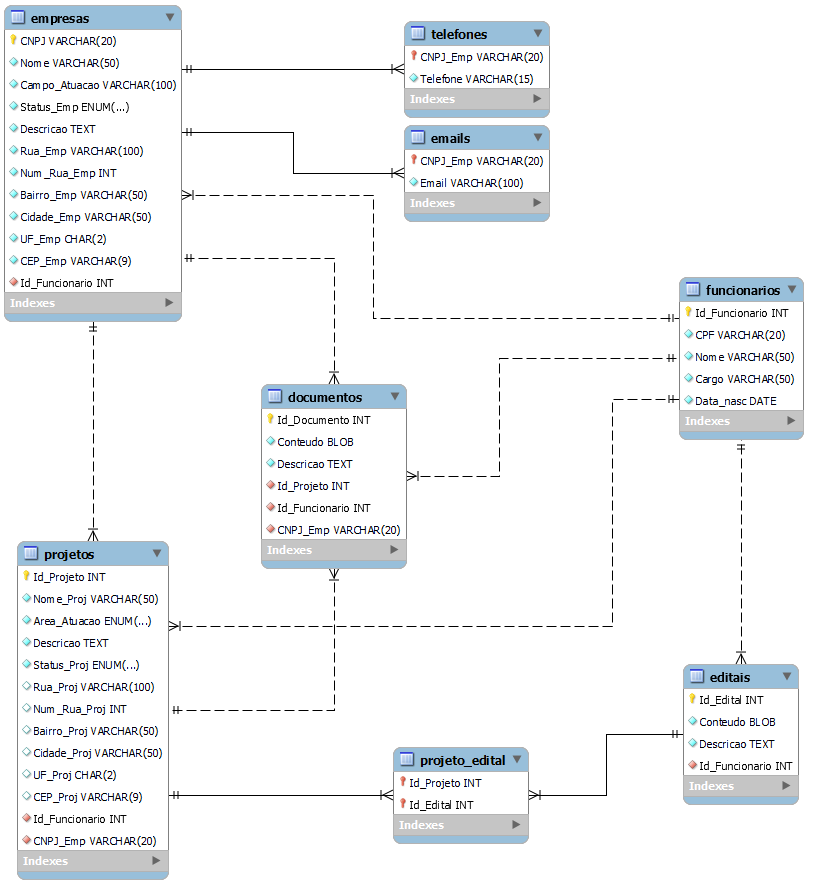 empresas
CNPJ VARCHAR(20)
Nome VARCHAR(50)
Campo_Atuacao VARCHAR(100)
Status_Emp ENUM(...)
Descricao TEXT
Rua_Emp VARCHAR(100)
Num_Rua_Emp INT
Bairro_Emp VARCHAR(50)
Cidade_Emp VARCHAR(50)
UF_Emp CHAR(2)
CEP_Emp VARCHAR(9)
Id_Funcionario INT
Indexes
telefones
CNPJ_Emp VARCHAR(20)
Telefone VARCHAR(15)
Indexes
emails
CNPJ_Emp VARCHAR(20)
Email VARCHAR(100)
Indexes
funcionarios
Id_Funcionario INT
CPF VARCHAR(20)
Nome VARCHAR(50)
Cargo VARCHAR(50)
Data_nasc DATE
Indexes
documentos
Id_Documento INT
Conteudo BLOB
Descricao TEXT
Id_Projeto INT
Id_Funcionario INT
CNPJ_Emp VARCHAR(20)
Indexes
projetos
Id_Projeto INT
Nome_Proj VARCHAR(50)
Area_Atuacao ENUM(...)
Descricao TEXT
Status_Proj ENUM(...)
Rua_Proj VARCHAR(100)
Num_Rua_Proj INT
Bairro_Proj VARCHAR(50)
Cidade_Proj VARCHAR(50)
UF_Proj CHAR(2)
CEP_Proj VARCHAR(9)
Id_Funcionario INT
CNPJ_Emp VARCHAR(20)
Indexes
projeto_edital
Id_Projeto INT
Id_Edital INT
Indexes
editais
Id_Edital INT
Conteudo BLOB
Descricao TEXT
Id_Funcionario INT
Indexes